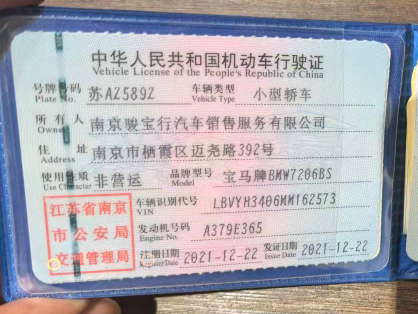 中华人民共和国机动车行驶证
Vehicle License of the People's Republic of China
号牌号码 苏AZ589Z 车辆类型 小型轿车
Plate No. Vehicle Type
所有人 南京骏宝行汽车销售服务有限公司
Owner
住址 南京市栖霞区迈尧路392号
Address
使用性质 非营运 品牌型号 宝马牌BMW7206BS
Use Character Model
江苏省南京
市公安局
交通管理局
车辆识别代号 LBVYH3406MM162573
VIN
发动机号码 A379E365
Engine No.
注册日期 2021-12-22 发证日期 2021-12-22
Register Date Issue Date